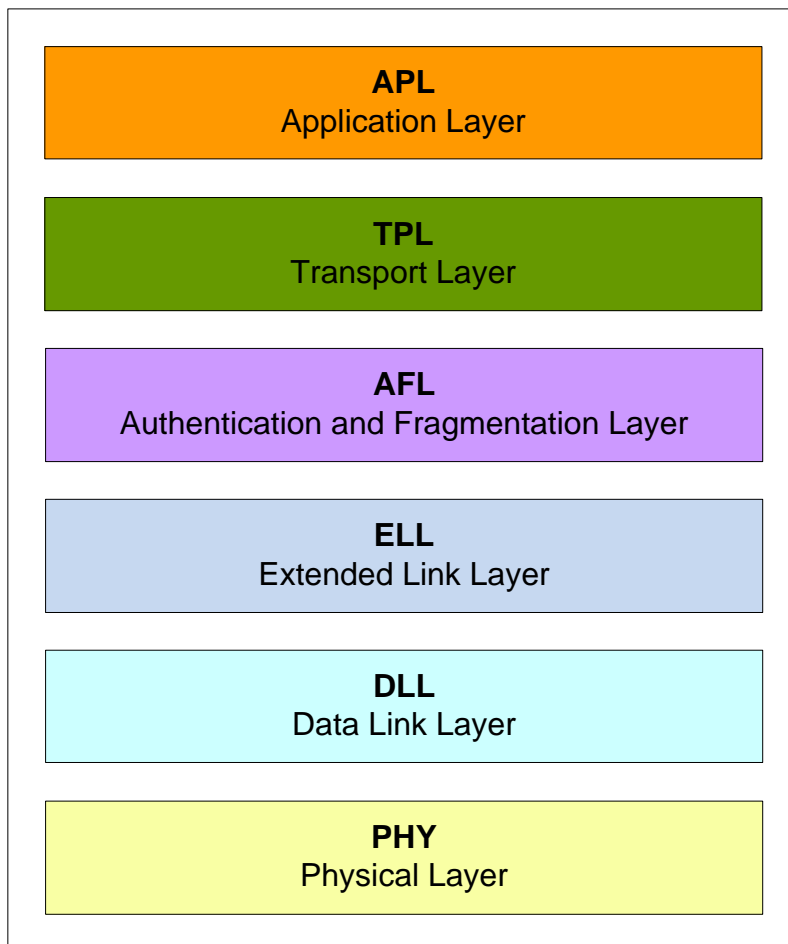 APL
Application Layer
TPL
Transport Layer
AFL
Authentication and Fragmentation Layer
ELL
Extended Link Layer
DLL
Data Link Layer
PHY
Physical Layer